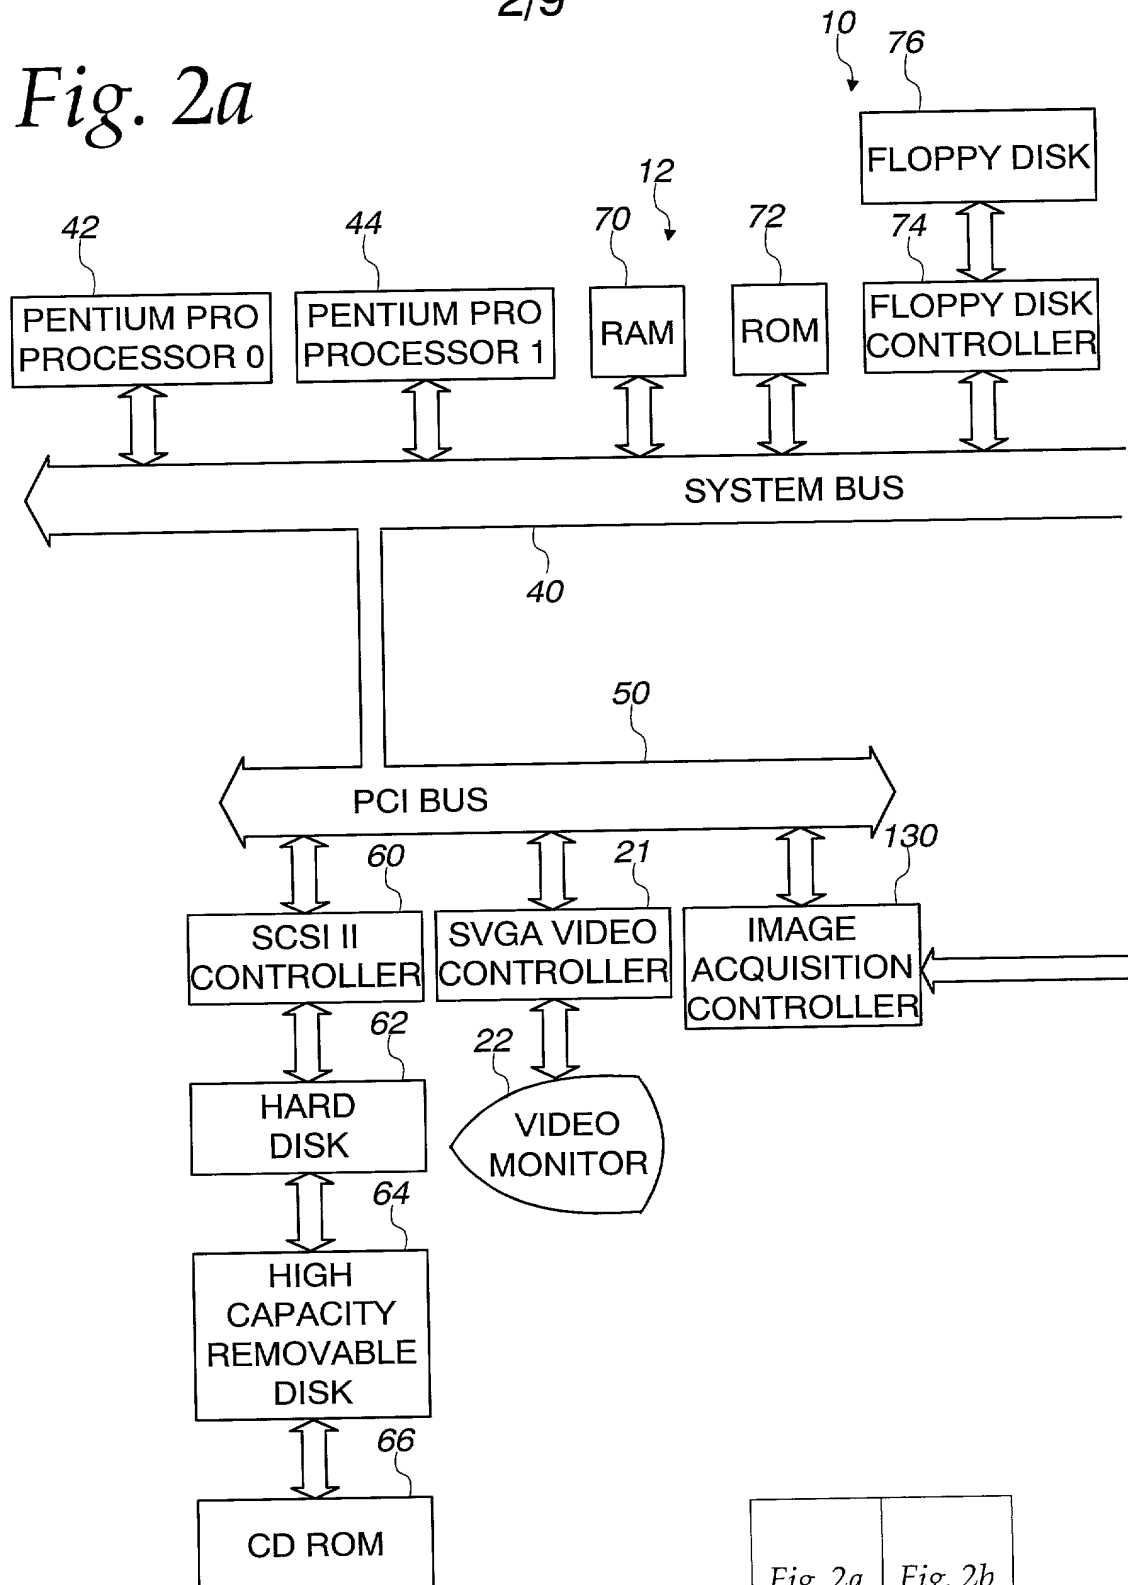 2/9
Fig. 2a
10
76
FLOPPY DISK
12
42
44
70
72
74
PENTIUM PRO
PROCESSOR 0
PENTIUM PRO
PROCESSOR 1
RAM
ROM
FLOPPY DISK
CONTROLLER
SYSTEM BUS
40
50
PCI BUS
60
21
130
SCSI II
CONTROLLER
SVGA VIDEO
CONTROLLER
IMAGE
ACQUISITION
CONTROLLER
62
22
HARD
DISK
VIDEO
MONITOR
64
HIGH
CAPACITY
REMOVABLE
DISK
66
CD ROM
Fig. 2a
Fig. 2b